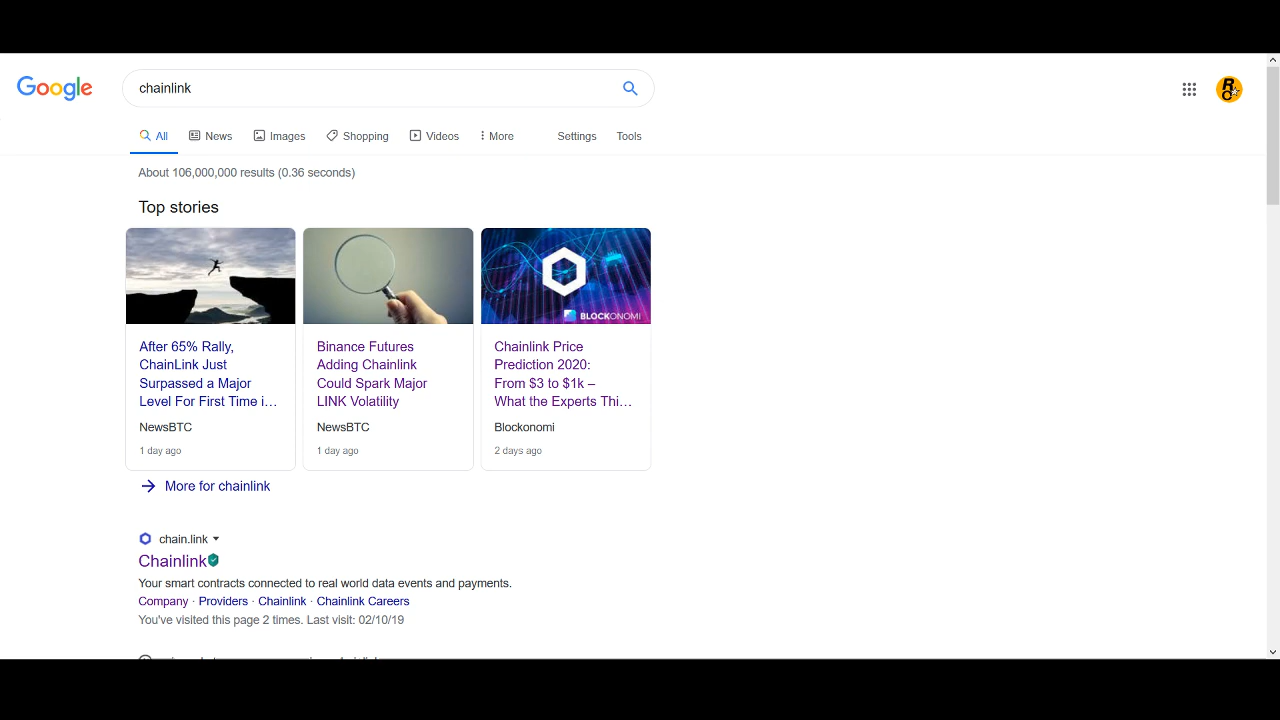 Google
chainlink
All News Images Shopping Videos More Settings Tools
About 106,000,000 results (0.36 seconds)
Top stories
BLOCKONOMI
After 65% Rally,
ChainLink Just
Surpassed a Major
Level For First Time i...
NewsBTC
1 day ago
Binance Futures
Adding Chainlink
Could Spark Major
LINK Volatility
NewsBTC
1 day ago
Chainlink Price
Prediction 2020:
From $3 to $1k –
What the Experts Thi...
Blockonomi
2 days ago
More for chainlink
chain.link
Chainlink
Your smart contracts connected to real world data events and payments.
Company · Providers · Chainlink · Chainlink Careers
You've visited this page 2 times. Last visit: 02/10/19